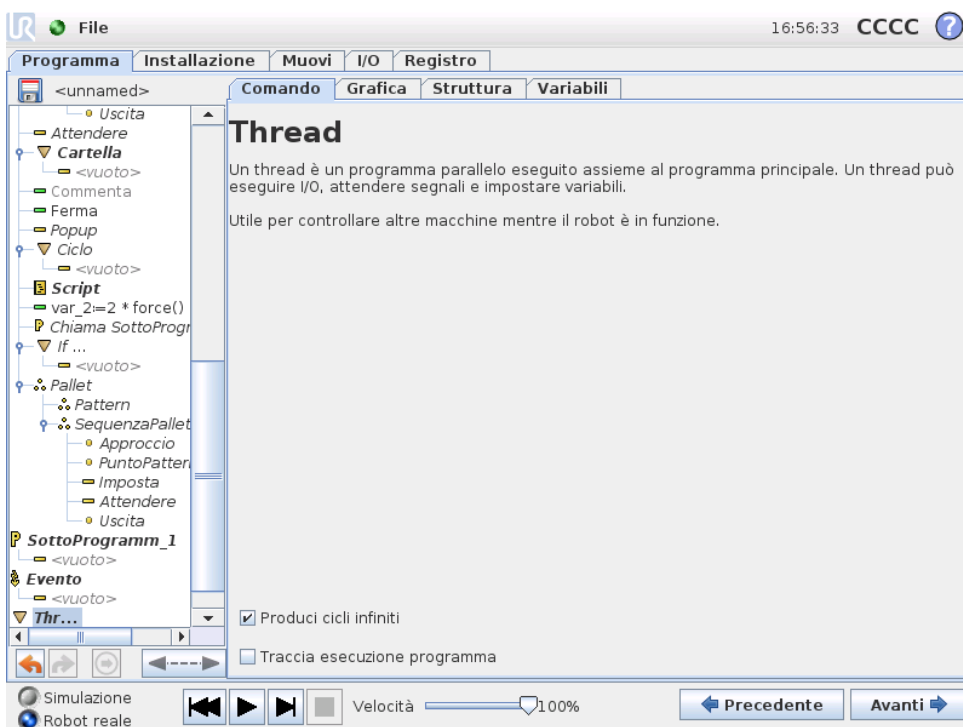 File 16:56:33 CCCC ?
Programma Installazione Muovi I/O Registro
<unnamed>
Comando Grafica Struttura Variabili
Uscita
Attendere
Cartella
<vuoto>
Commenta
Ferma
Popup
Ciclo
<vuoto>
Script
var_2:=2 * force()
Chiama SottoProgr
If ...
<vuoto>
Pallet
Pattern
SequenzaPallet
Approccio
PuntoPattern
Imposta
Attendere
Uscita
P SottoProgramm_1
<vuoto>
Evento
<vuoto>
Thr...
Thread
Un thread è un programma parallelo eseguito assieme al programma principale. Un thread può
eseguire I/O, attendere segnali e impostare variabili.
Utile per controllare altre macchine mentre il robot è in funzione.
Produci cicli infiniti
Traccia esecuzione programma
Simulazione
Robot reale
Velocità 100%
Precedente Avanti